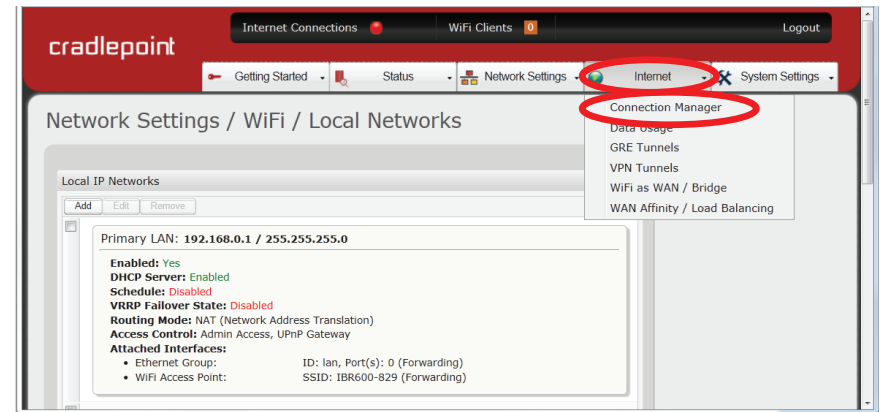 Internet Connections WiFi Clients 0 Logout
cradlepoint
Getting Started Status Network Settings Internet System Settings
Connection Manager
Data Usage
GRE Tunnels
VPN Tunnels
WiFi as WAN / Bridge
WAN Affinity / Load Balancing
Network Settings / WiFi / Local Networks
Local IP Networks
Add Edit Remove
Primary LAN: 192.168.0.1 / 255.255.255.0
Enabled: Yes
DHCP Server: Enabled
Schedule: Disabled
VRRP Failover State: Disabled
Routing Mode: NAT (Network Address Translation)
Access Control: Admin Access, UPnP Gateway
Attached Interfaces:
• Ethernet Group: ID: lan, Port(s): 0 (Forwarding)
• WiFi Access Point: SSID: IBR600-829 (Forwarding)